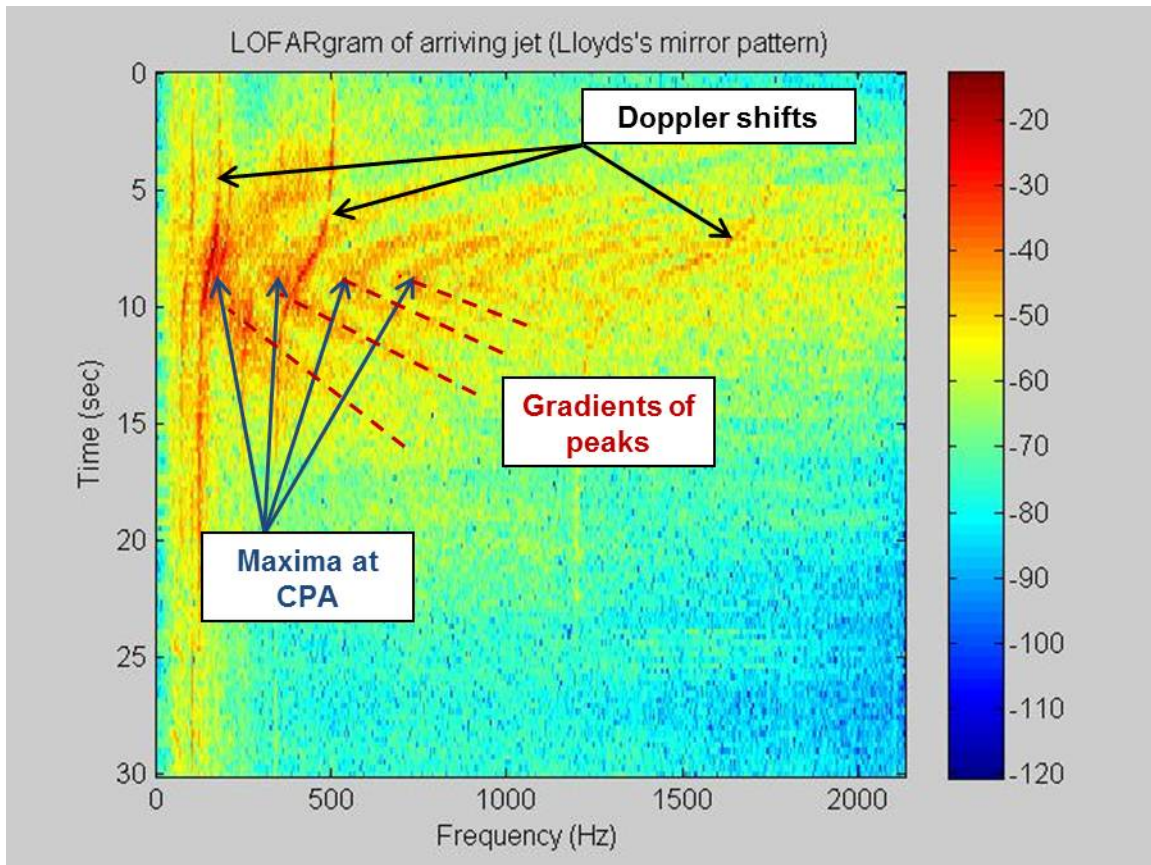 LOFARgram of arriving jet (Lloyds's mirror pattern)
Doppler shifts
Gradients of
peaks
Maxima at
CPA
Time (sec)
0
5
10
15
20
25
30
0
500
1000
1500
2000
Frequency (Hz)
-20
-30
-40
-50
-60
-70
-80
-90
-100
-110
-120